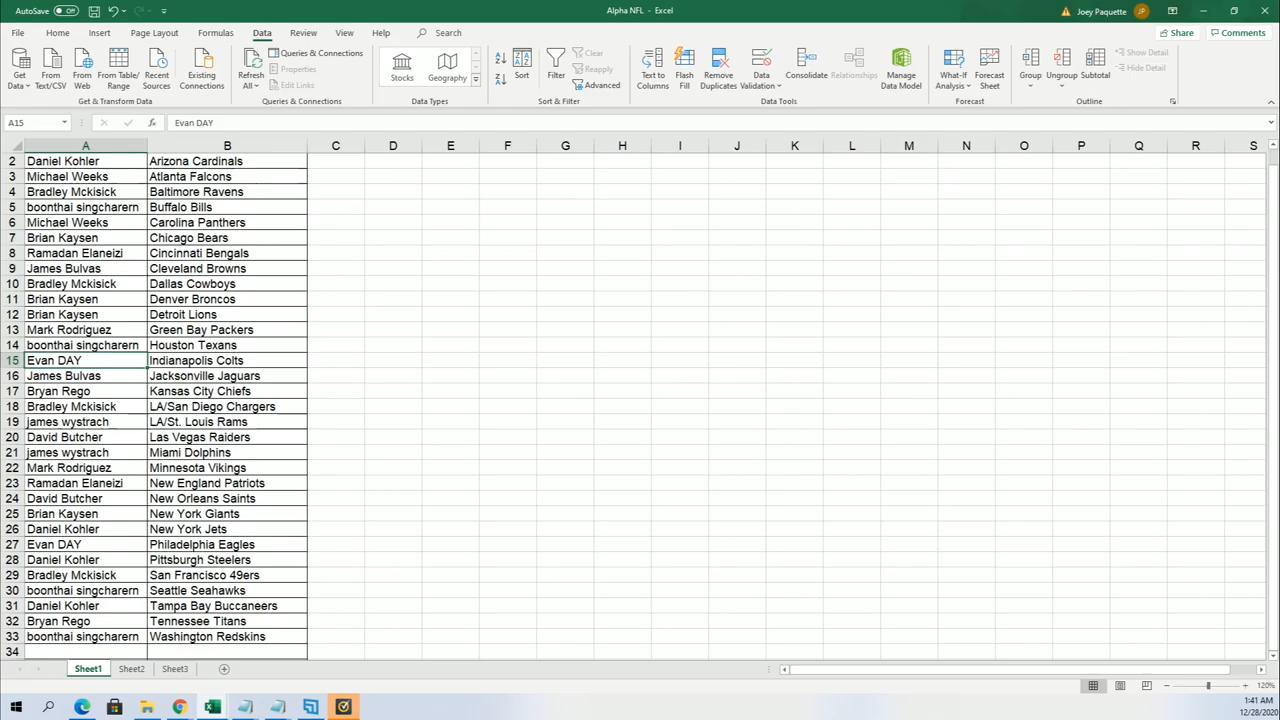 AutoSave Off
Alpha NFL - Excel
Joey Paquette JP
File Home Insert Page Layout Formulas Data Review View Help Search
Share Comments
Get Data From Text/CSV From Web From Table/Range Recent Sources Existing Connections
Get & Transform Data
Refresh All Queries & Connections Properties Edit Links
Queries & Connections
Stocks Geography
Data Types
Sort Filter Clear Reapply Advanced
Sort & Filter
Text to Columns Flash Fill Remove Duplicates Data Validation Consolidate Relationships Manage Data Model
Data Tools
What-If Analysis Forecast Sheet
Forecast
Group Ungroup Subtotal Show Detail Hide Detail
Outline
A15 fx Evan DAY
A B C D E F G H I J K L M N O P Q R S
2 Daniel Kohler Arizona Cardinals
3 Michael Weeks Atlanta Falcons
4 Bradley Mckisick Baltimore Ravens
5 boonthai singcharern Buffalo Bills
6 Michael Weeks Carolina Panthers
7 Brian Kaysen Chicago Bears
8 Ramadan Elaneizi Cincinnati Bengals
9 James Bulvas Cleveland Browns
10 Bradley Mckisick Dallas Cowboys
11 Brian Kaysen Denver Broncos
12 Brian Kaysen Detroit Lions
13 Mark Rodriguez Green Bay Packers
14 boonthai singcharern Houston Texans
15 Evan DAY Indianapolis Colts
16 James Bulvas Jacksonville Jaguars
17 Bryan Rego Kansas City Chiefs
18 Bradley Mckisick LA/San Diego Chargers
19 james wystrach LA/St. Louis Rams
20 David Butcher Las Vegas Raiders
21 james wystrach Miami Dolphins
22 Mark Rodriguez Minnesota Vikings
23 Ramadan Elaneizi New England Patriots
24 David Butcher New Orleans Saints
25 Brian Kaysen New York Giants
26 Daniel Kohler New York Jets
27 Evan DAY Philadelphia Eagles
28 Daniel Kohler Pittsburgh Steelers
29 Bradley Mckisick San Francisco 49ers
30 boonthai singcharern Seattle Seahawks
31 Daniel Kohler Tampa Bay Buccaneers
32 Bryan Rego Tennessee Titans
33 boonthai singcharern Washington Redskins
34
Sheet1 Sheet2 Sheet3
120%
1:41 AM
12/28/2020